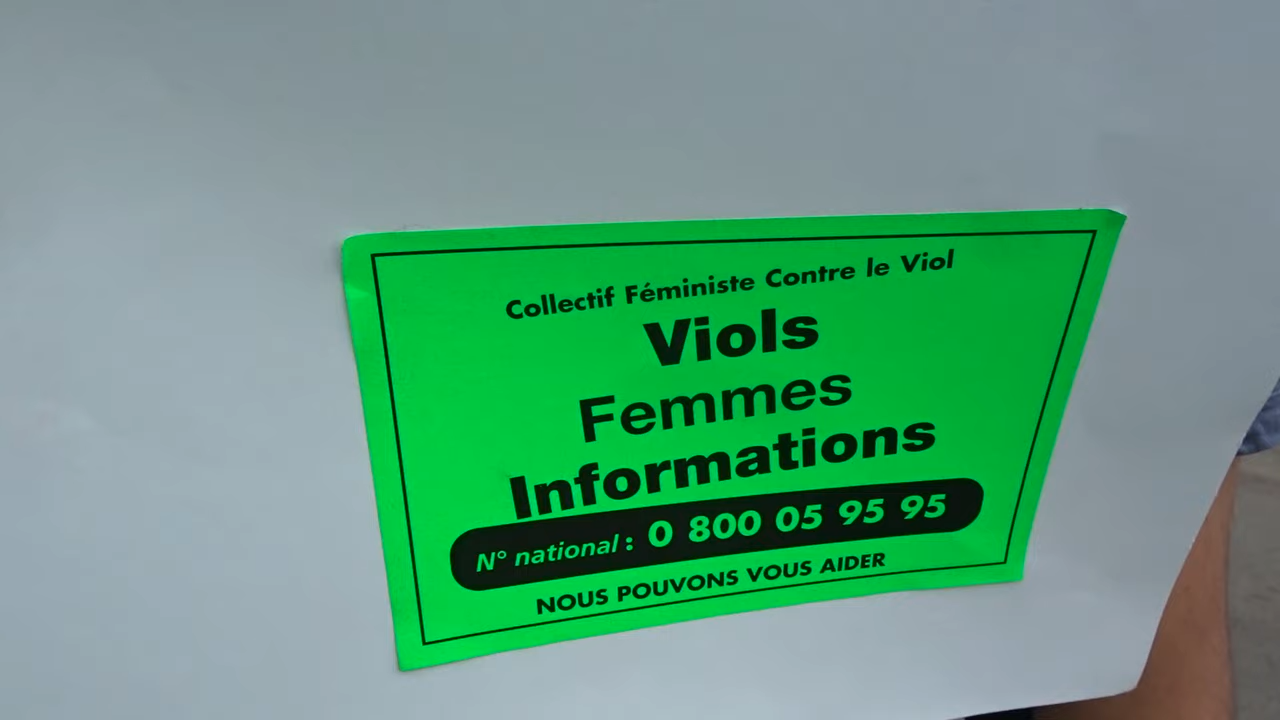 Collectif Féministe Contre le Viol
Viols
Femmes
Informations
N° national : 0 800 05 95 95
NOUS POUVONS VOUS AIDER